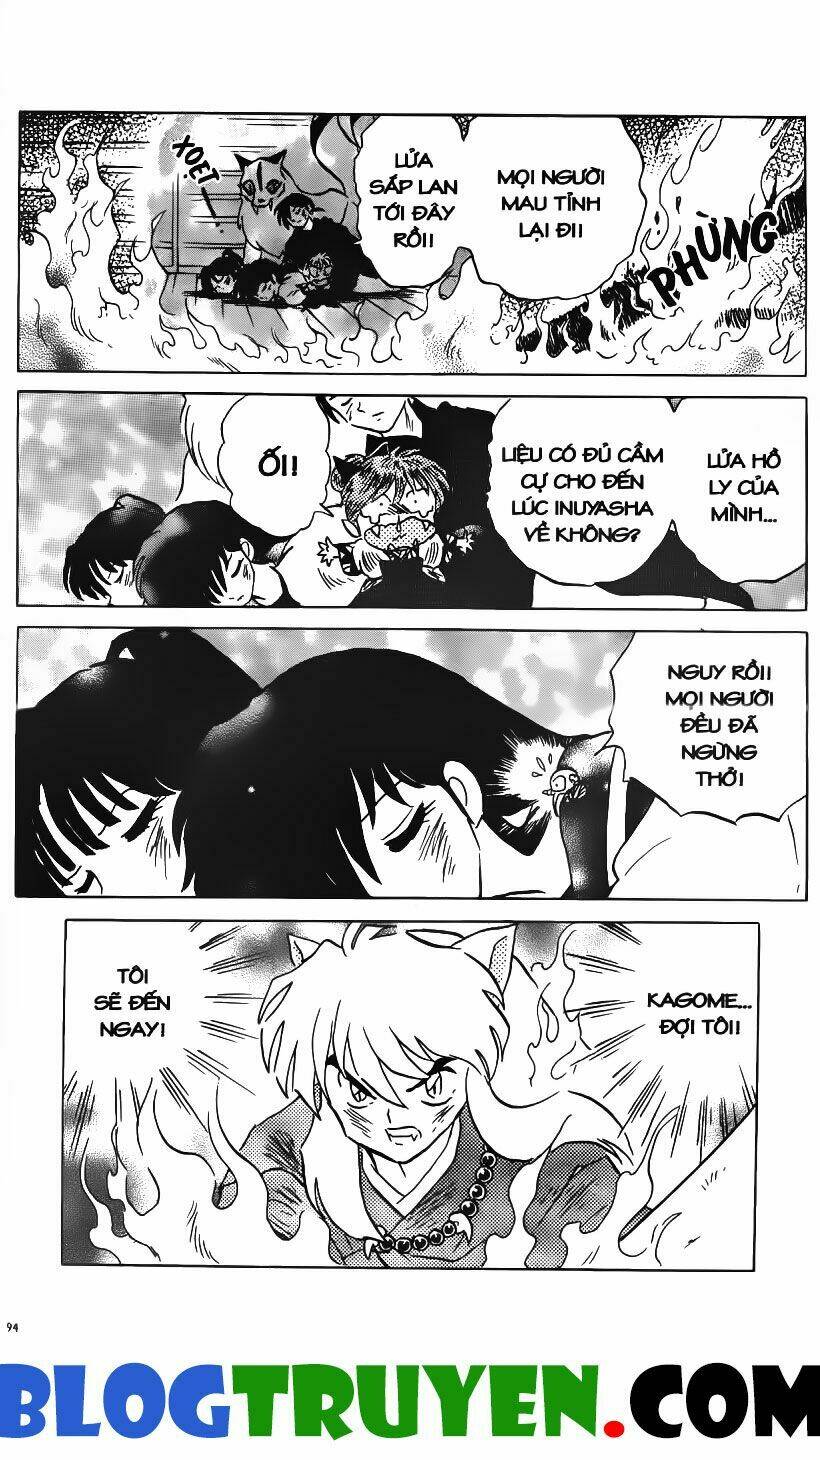 MỌI NGƯỜI
MAU TỈNH
LẠI ĐI!
LỬA
SẮP LAN
TỚI ĐÂY
RỒI!
XOẸT
PHỪNG
LỬA HỒ
LY CỦA
MÌNH...
LIỆU CÓ ĐỦ CẦM
CỰ CHO ĐẾN
LÚC INUYASHA
VỀ KHÔNG?
ỐI!
NGUY RỒI!
MỌI NGƯỜI
ĐỀU ĐÃ
NGỪNG
THỞ!
KAGOME...
ĐỢI TÔI!
TÔI
SẼ ĐẾN
NGAY!
94
BLOGTRUYEN.COM